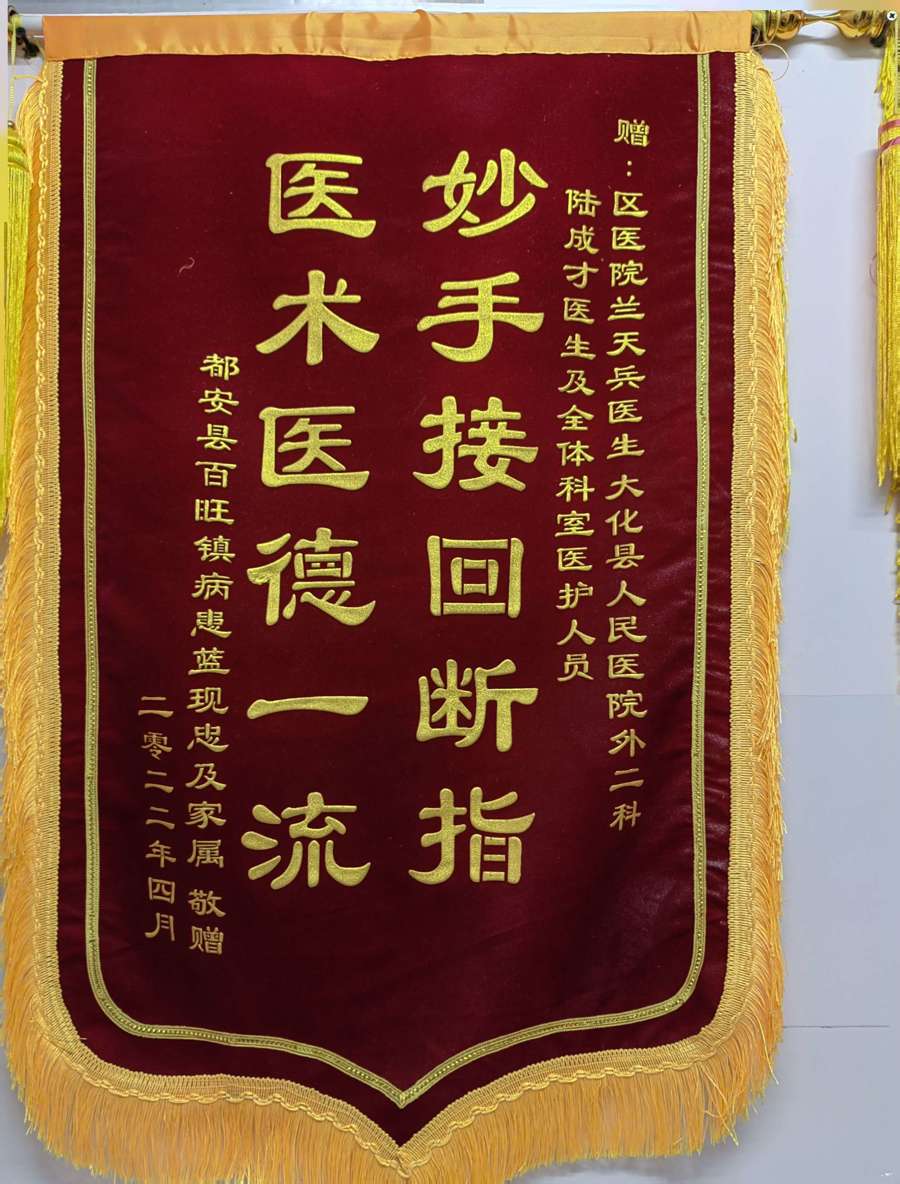 赠：区医院兰天兵医生大化县人民医院外二科
陆成才医生及全体科室医护人员
妙手接回断指
医术医德一流
都安县百旺镇病患蓝现忠及家属 敬赠
二零二二年四月